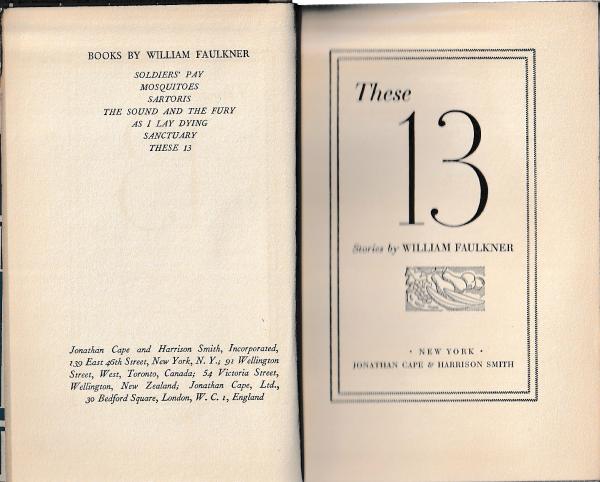 BOOKS BY WILLIAM FAULKNER
SOLDIERS' PAY
MOSQUITOES
SARTORIS
THE SOUND AND THE FURY
AS I LAY DYING
SANCTUARY
THESE 13
Jonathan Cape and Harrison Smith, Incorporated,
139 East 46th Street, New York, N. Y.; 91 Wellington
Street, West, Toronto, Canada; 54 Victoria Street,
Wellington, New Zealand; Jonathan Cape, Ltd.,
30 Bedford Square, London, W. C. 1, England
These
13
Stories by WILLIAM FAULKNER
· NEW YORK ·
JONATHAN CAPE & HARRISON SMITH